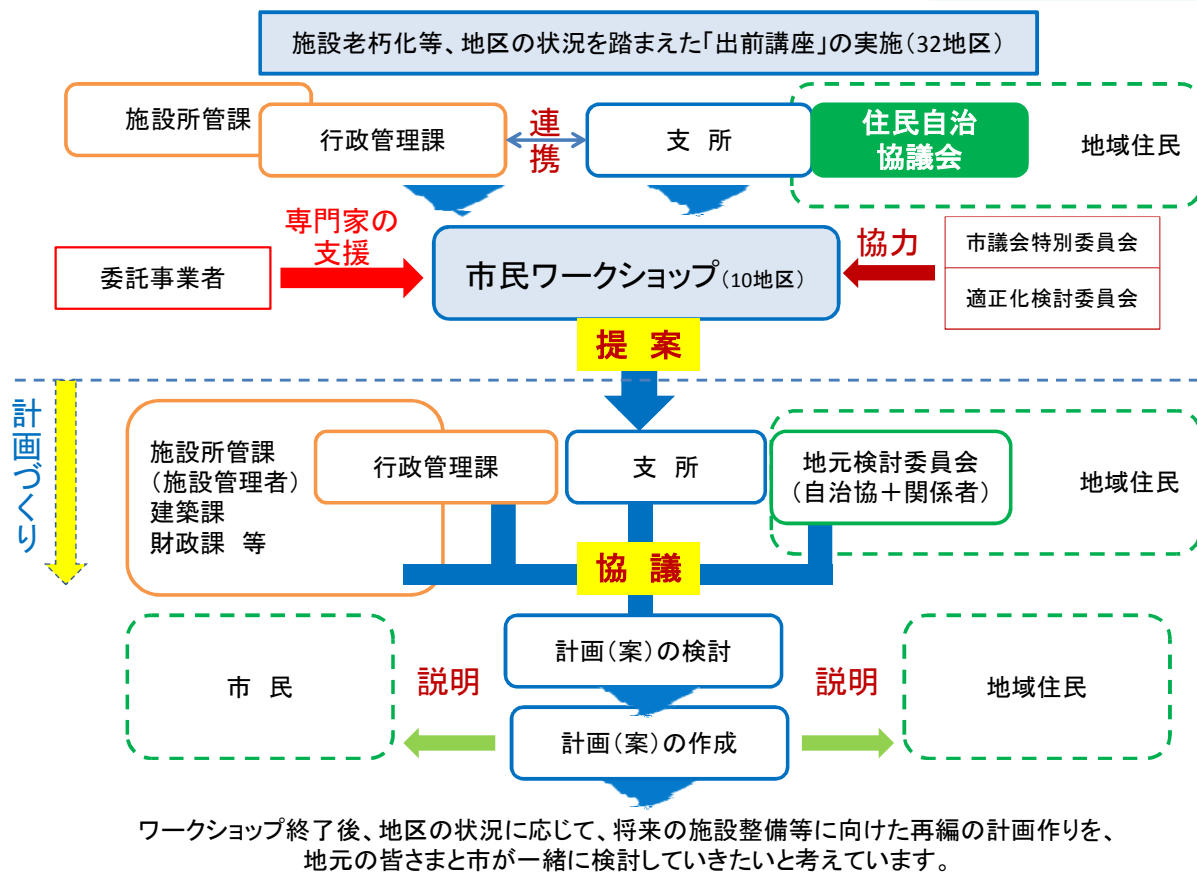 施設老朽化等、地区の状況を踏まえた「出前講座」の実施(32地区)
施設所管課
行政管理課
連携
支 所
住民自治
協議会
地域住民
専門家の
支援
委託事業者
市民ワークショップ(10地区)
協力
市議会特別委員会
適正化検討委員会
提 案
計画づくり
施設所管課
(施設管理者)
建築課
財政課 等
行政管理課
支 所
地元検討委員会
(自治協+関係者)
地域住民
協 議
計画(案)の検討
市 民
説明
説明
地域住民
計画(案)の作成
ワークショップ終了後、地区の状況に応じて、将来の施設整備等に向けた再編の計画作りを、
地元の皆さまと市が一緒に検討していきたいと考えています。